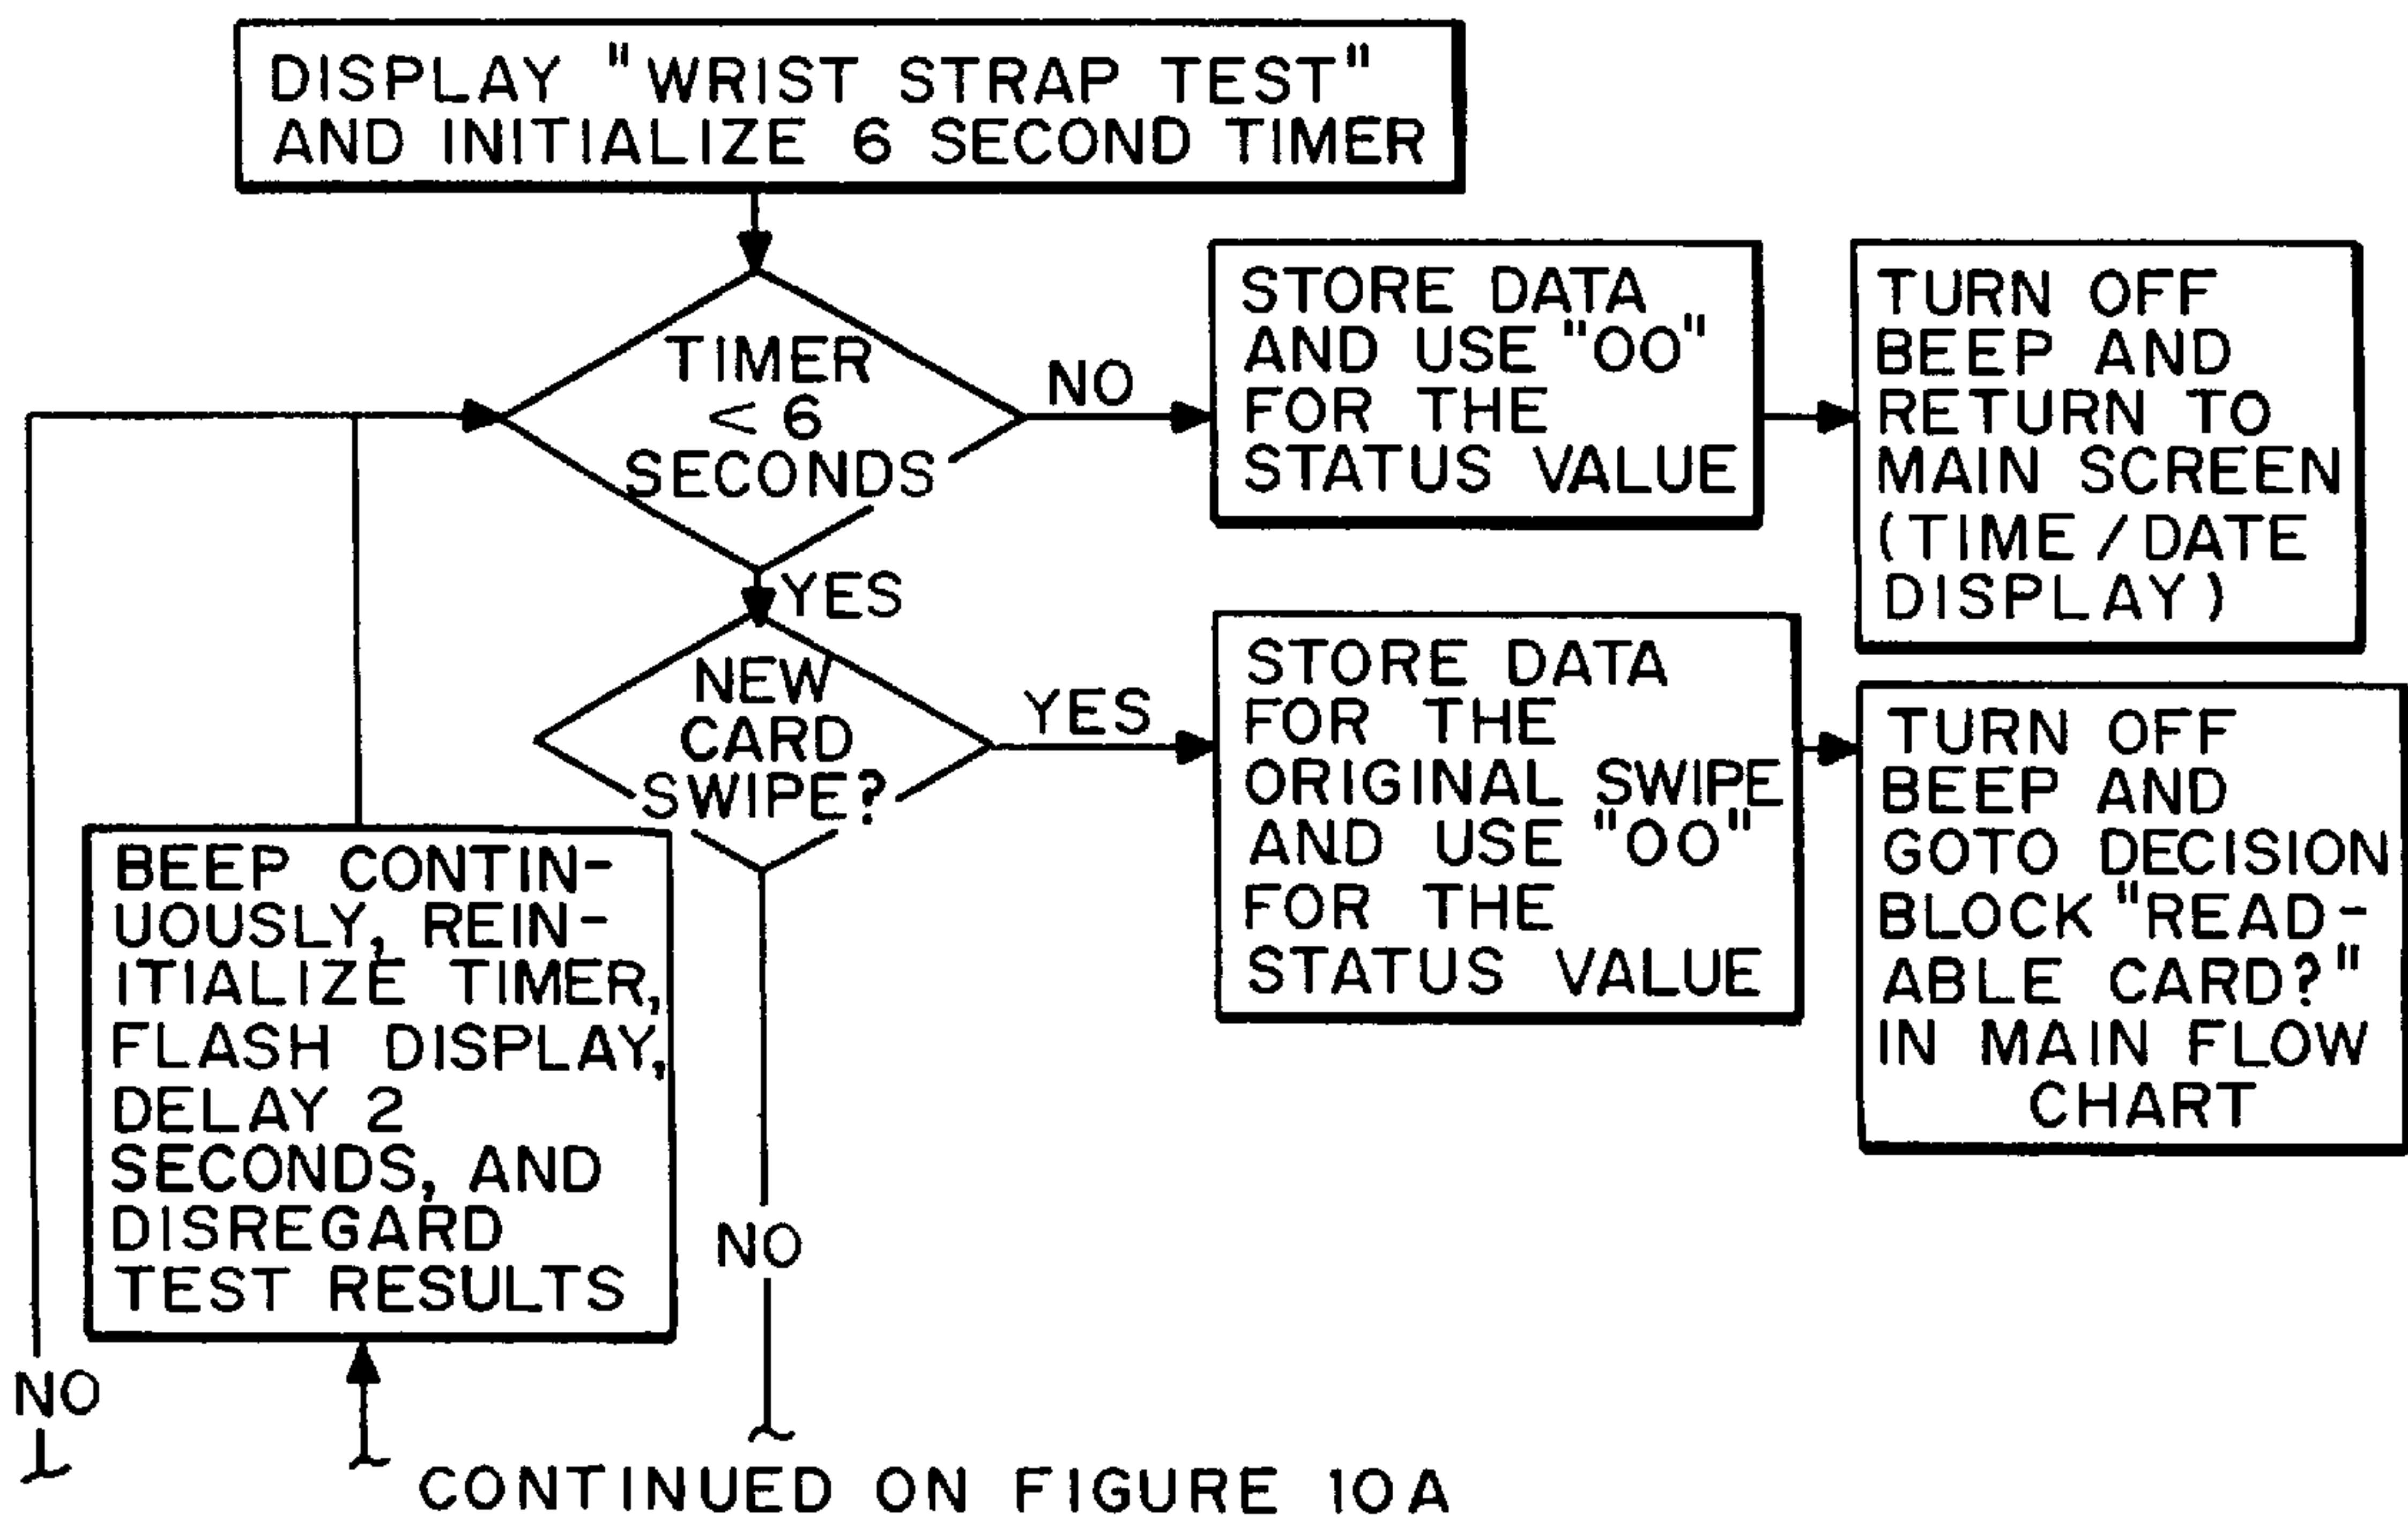 DISPLAY "WRIST STRAP TEST"
AND INITIALIZE 6 SECOND TIMER
TIMER
< 6
SECONDS
NO
STORE DATA
AND USE "00"
FOR THE
STATUS VALUE
TURN OFF
BEEP AND
RETURN TO
MAIN SCREEN
(TIME/DATE
DISPLAY)
YES
NEW
CARD
SWIPE?
YES
STORE DATA
FOR THE
ORIGINAL SWIPE
AND USE "00"
FOR THE
STATUS VALUE
TURN OFF
BEEP AND
GOTO DECISION
BLOCK "READ-
ABLE CARD?"
IN MAIN FLOW
CHART
BEEP CONTIN-
UOUSLY, REIN-
ITIALIZE TIMER,
FLASH DISPLAY,
DELAY 2
SECONDS, AND
DISREGARD
TEST RESULTS
NO
NO
CONTINUED ON FIGURE 10A